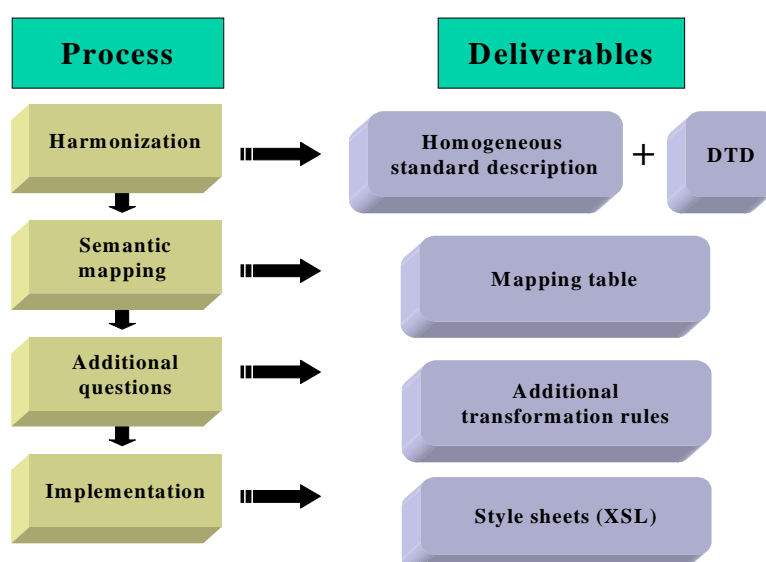 Process
Deliverables
Harmonization
Homogeneous
standard description
+
DTD
Semantic
mapping
Mapping table
Additional
questions
Additional
transformation rules
Implementation
Style sheets (XSL)